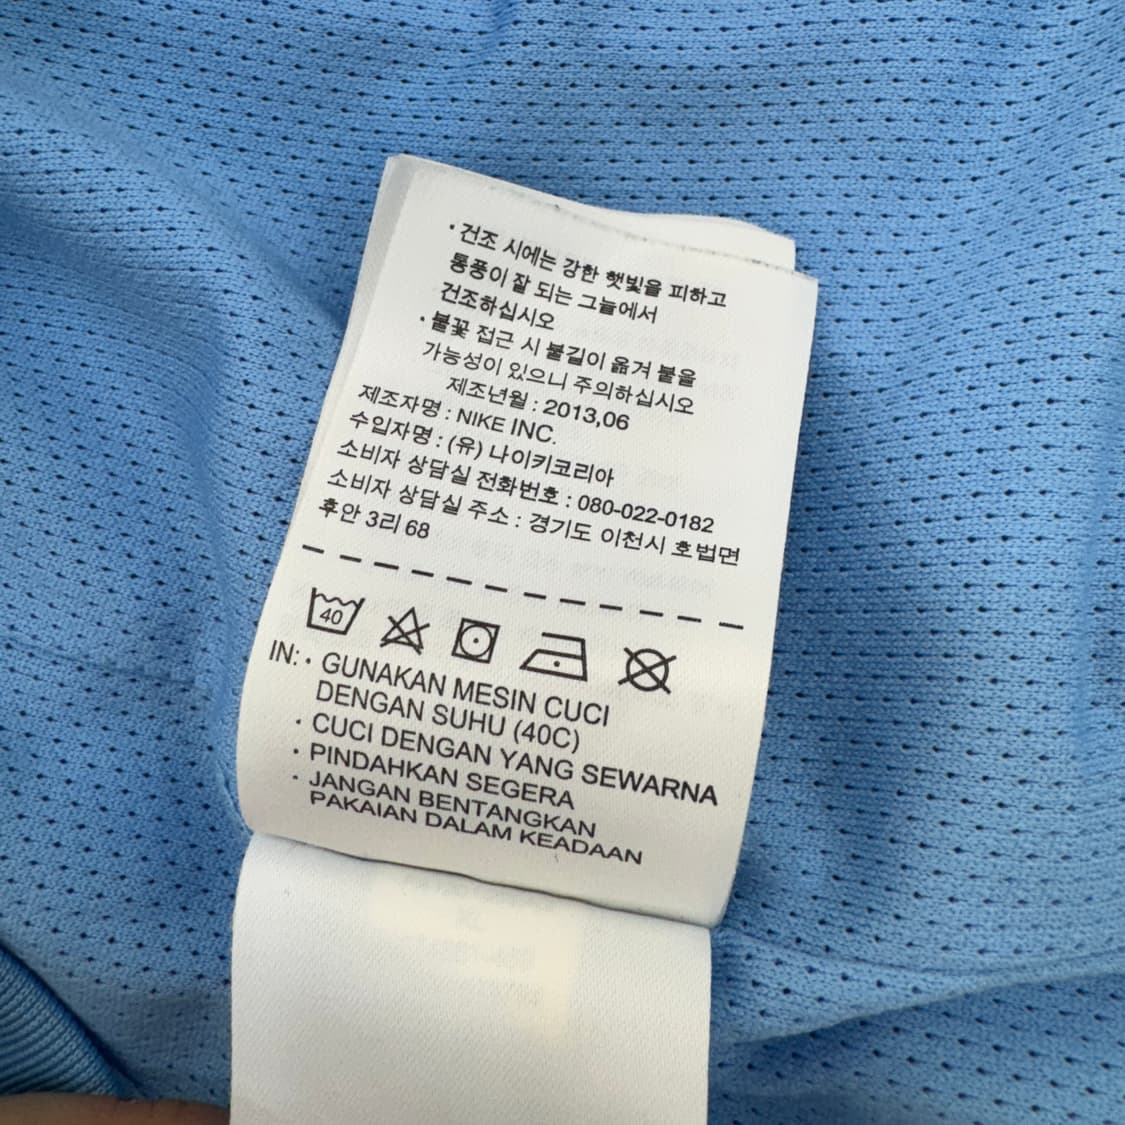 · 건조 시에는 강한 햇빛을 피하고
통풍이 잘 되는 그늘에서
건조하십시오
· 불꽃 접근 시 불길이 옮겨 붙을
가능성이 있으니 주의하십시오
제조년월 : 2013,06
제조자명 : NIKE INC.
수입자명 : (유) 나이키코리아
소비자 상담실 전화번호 : 080-022-0182
소비자 상담실 주소 : 경기도 이천시 호법면
후안 3리 68
40
IN: · GUNAKAN MESIN CUCI
DENGAN SUHU (40C)
· CUCI DENGAN YANG SEWARNA
· PINDAHKAN SEGERA
· JANGAN BENTANGKAN
PAKAIAN DALAM KEADAAN